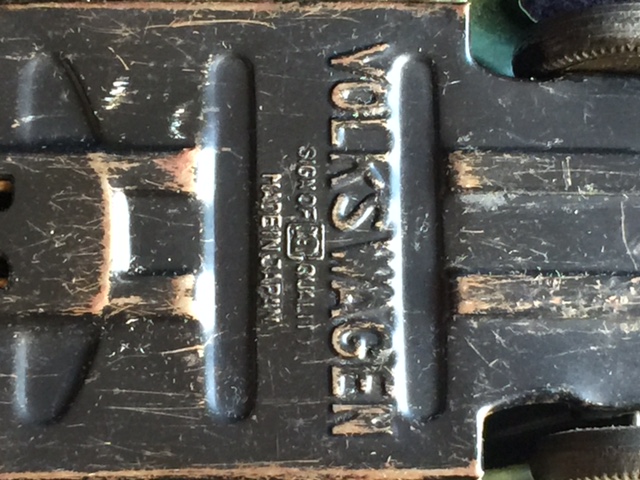 VOLKSWAGEN
SIGN OF QUALITY
MADE IN JAPAN